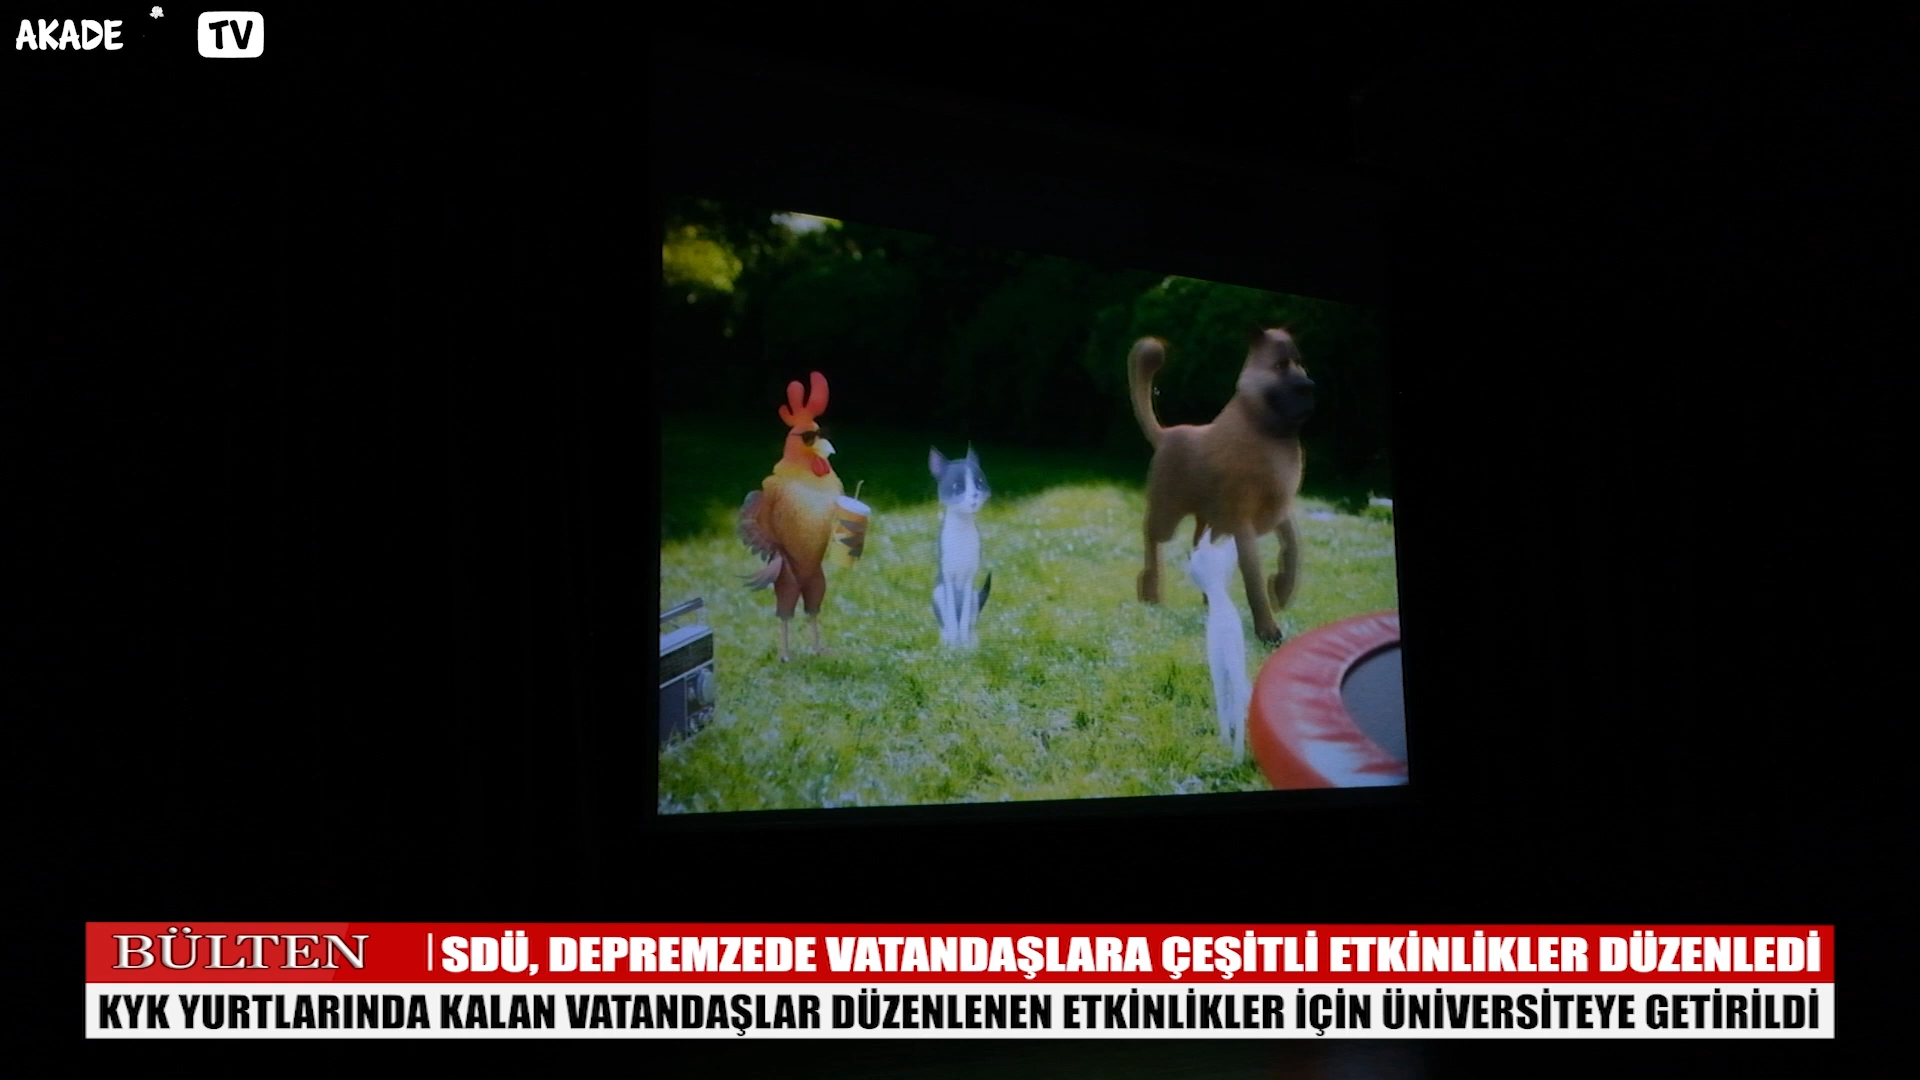 AKADE TV
BÜLTEN | SDÜ, DEPREMZEDE VATANDAŞLARA ÇEŞİTLİ ETKİNLİKLER DÜZENLEDİ
KYK YURTLARINDA KALAN VATANDAŞLAR DÜZENLENEN ETKİNLİKLER İÇİN ÜNİVERSİTEYE GETİRİLDİ